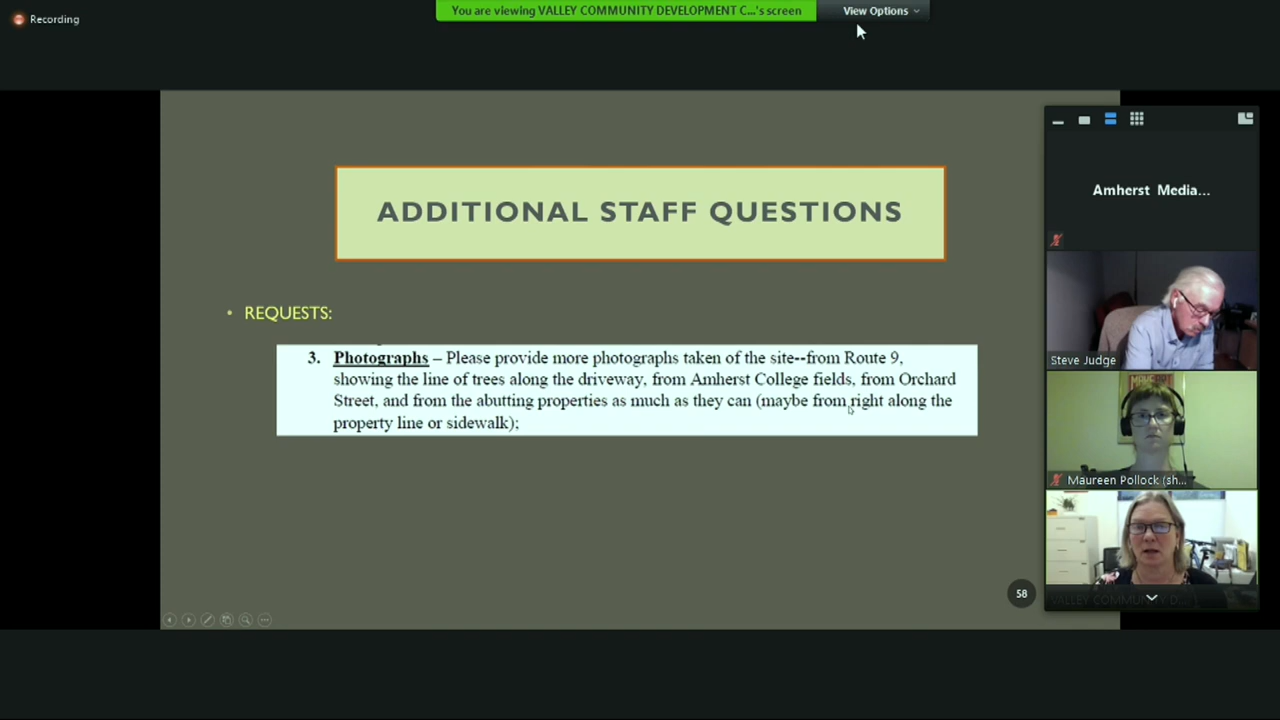 Recording
You are viewing VALLEY COMMUNITY DEVELOPMENT C...'s screen
View Options
Amherst Media...
ADDITIONAL STAFF QUESTIONS
• REQUESTS:
3. Photographs – Please provide more photographs taken of the site--from Route 9,
showing the line of trees along the driveway, from Amherst College fields, from Orchard
Street, and from the abutting properties as much as they can (maybe from right along the
property line or sidewalk);
Steve Judge
Maureen Pollock (sh...
VALLEY COMMUNITY D...
58